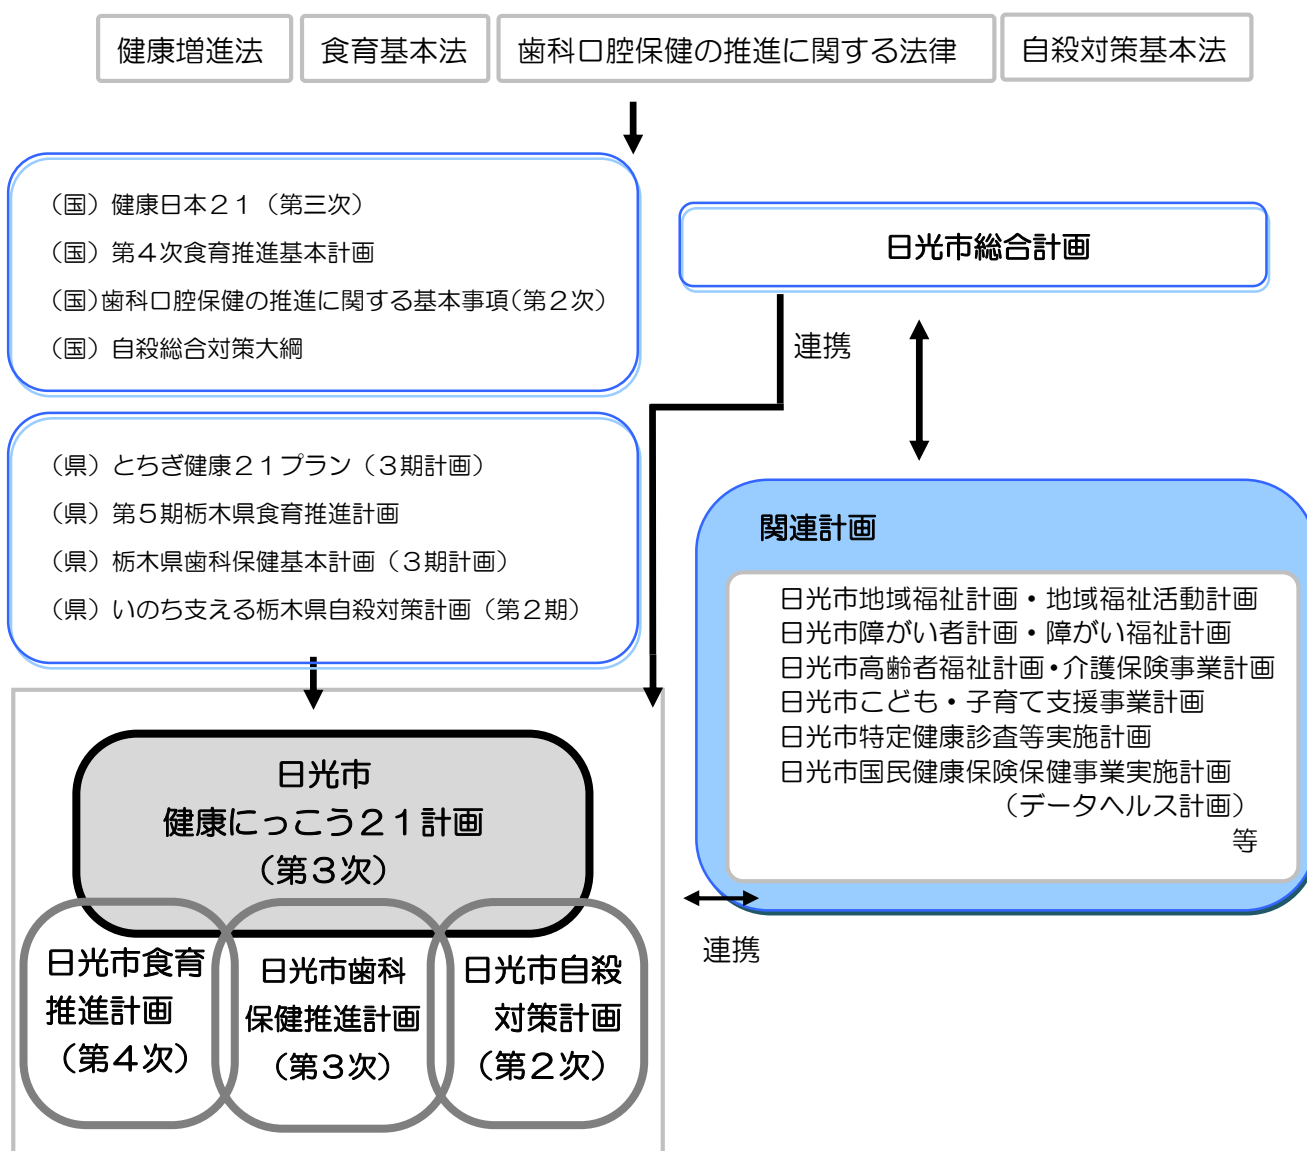 健康増進法
食育基本法
歯科口腔保健の推進に関する法律
自殺対策基本法
（国）健康日本２１（第三次）
（国）第４次食育推進基本計画
（国）歯科口腔保健の推進に関する基本事項（第２次）
（国）自殺総合対策大綱
日光市総合計画
連携
（県）とちぎ健康２１プラン（３期計画）
（県）第５期栃木県食育推進計画
（県）栃木県歯科保健基本計画（３期計画）
（県）いのち支える栃木県自殺対策計画（第２期）
関連計画
日光市地域福祉計画・地域福祉活動計画
日光市障がい者計画・障がい福祉計画
日光市高齢者福祉計画・介護保険事業計画
日光市こども・子育て支援事業計画
日光市特定健康診査等実施計画
日光市国民健康保険保健事業実施計画
（データヘルス計画）
等
連携
日光市
健康にっこう２１計画
（第３次）
日光市食育
推進計画
（第４次）
日光市歯科
保健推進計画
（第３次）
日光市自殺
対策計画
（第２次）